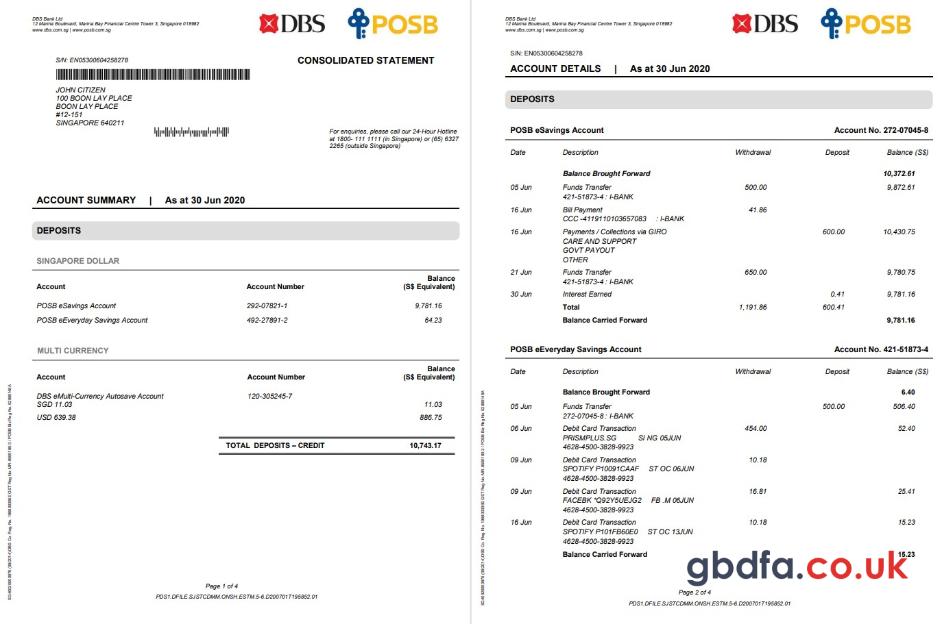 DBS Bank Ltd
12 Marina Boulevard, Marina Bay Financial Centre Tower 3, Singapore 018982
www.dbs.com.sg | www.posb.com.sg
DBS POSB
S/N: EN05300604258278
CONSOLIDATED STATEMENT
JOHN CITIZEN
100 BOON LAY PLACE
BOON LAY PLACE
#12-151
SINGAPORE 640211
For enquiries, please call our 24-Hour Hotline
at 1800- 111 1111 (in Singapore) or (65) 6327
2265 (outside Singapore)
ACCOUNT SUMMARY | As at 30 Jun 2020
DEPOSITS
SINGAPORE DOLLAR
Balance
Account Account Number (S$ Equivalent)
POSB eSavings Account 292-07821-1 9,781.16
POSB eEveryday Savings Account 492-27891-2 64.23
MULTI CURRENCY
Balance
Account Account Number (S$ Equivalent)
DBS eMulti-Currency Autosave Account 120-305245-7
SGD 11.03 11.03
USD 639.38 886.75
TOTAL DEPOSITS – CREDIT 10,743.17
Page 1 of 4
PDS1.DFILE.SJSTCDMM.ONSH.ESTM.5-6.D2007017195852.01
DBS Bank Ltd
12 Marina Boulevard, Marina Bay Financial Centre Tower 3, Singapore 018982
www.dbs.com.sg | www.posb.com.sg
DBS POSB
S/N: EN05300604258278
ACCOUNT DETAILS | As at 30 Jun 2020
DEPOSITS
POSB eSavings Account Account No. 272-07045-8
Date Description Withdrawal Deposit Balance (S$)
Balance Brought Forward 10,372.61
05 Jun Funds Transfer 500.00 9,872.61
421-51873-4 : I-BANK
16 Jun Bill Payment 41.86
CCC -4119110103657083 : I-BANK
16 Jun Payments / Collections via GIRO 600.00 10,430.75
CARE AND SUPPORT
GOVT PAYOUT
OTHER
21 Jun Funds Transfer 650.00 9,780.75
421-51873-4 : I-BANK
30 Jun Interest Earned 0.41 9,781.16
Total 1,191.86 600.41
Balance Carried Forward 9,781.16
POSB eEveryday Savings Account Account No. 421-51873-4
Date Description Withdrawal Deposit Balance (S$)
Balance Brought Forward 6.40
05 Jun Funds Transfer 500.00 506.40
272-07045-8 : I-BANK
06 Jun Debit Card Transaction 454.00 52.40
PRISMPLUS.SG SI NG 05JUN
4628-4500-3828-9923
09 Jun Debit Card Transaction 10.18
SPOTIFY P10091CAAF ST OC 06JUN
4628-4500-3828-9923
09 Jun Debit Card Transaction 16.81 25.41
FACEBK *Q92Y5UEJG2 FB .M 06JUN
4628-4500-3828-9923
16 Jun Debit Card Transaction 10.18 15.23
SPOTIFY P101FB60E0 ST OC 13JUN
4628-4500-3828-9923
Balance Carried Forward 15.23
gbdfa.co.uk
Page 2 of 4
PDS1.DFILE.SJSTCDMM.ONSH.ESTM.5-6.D2007017195852.01